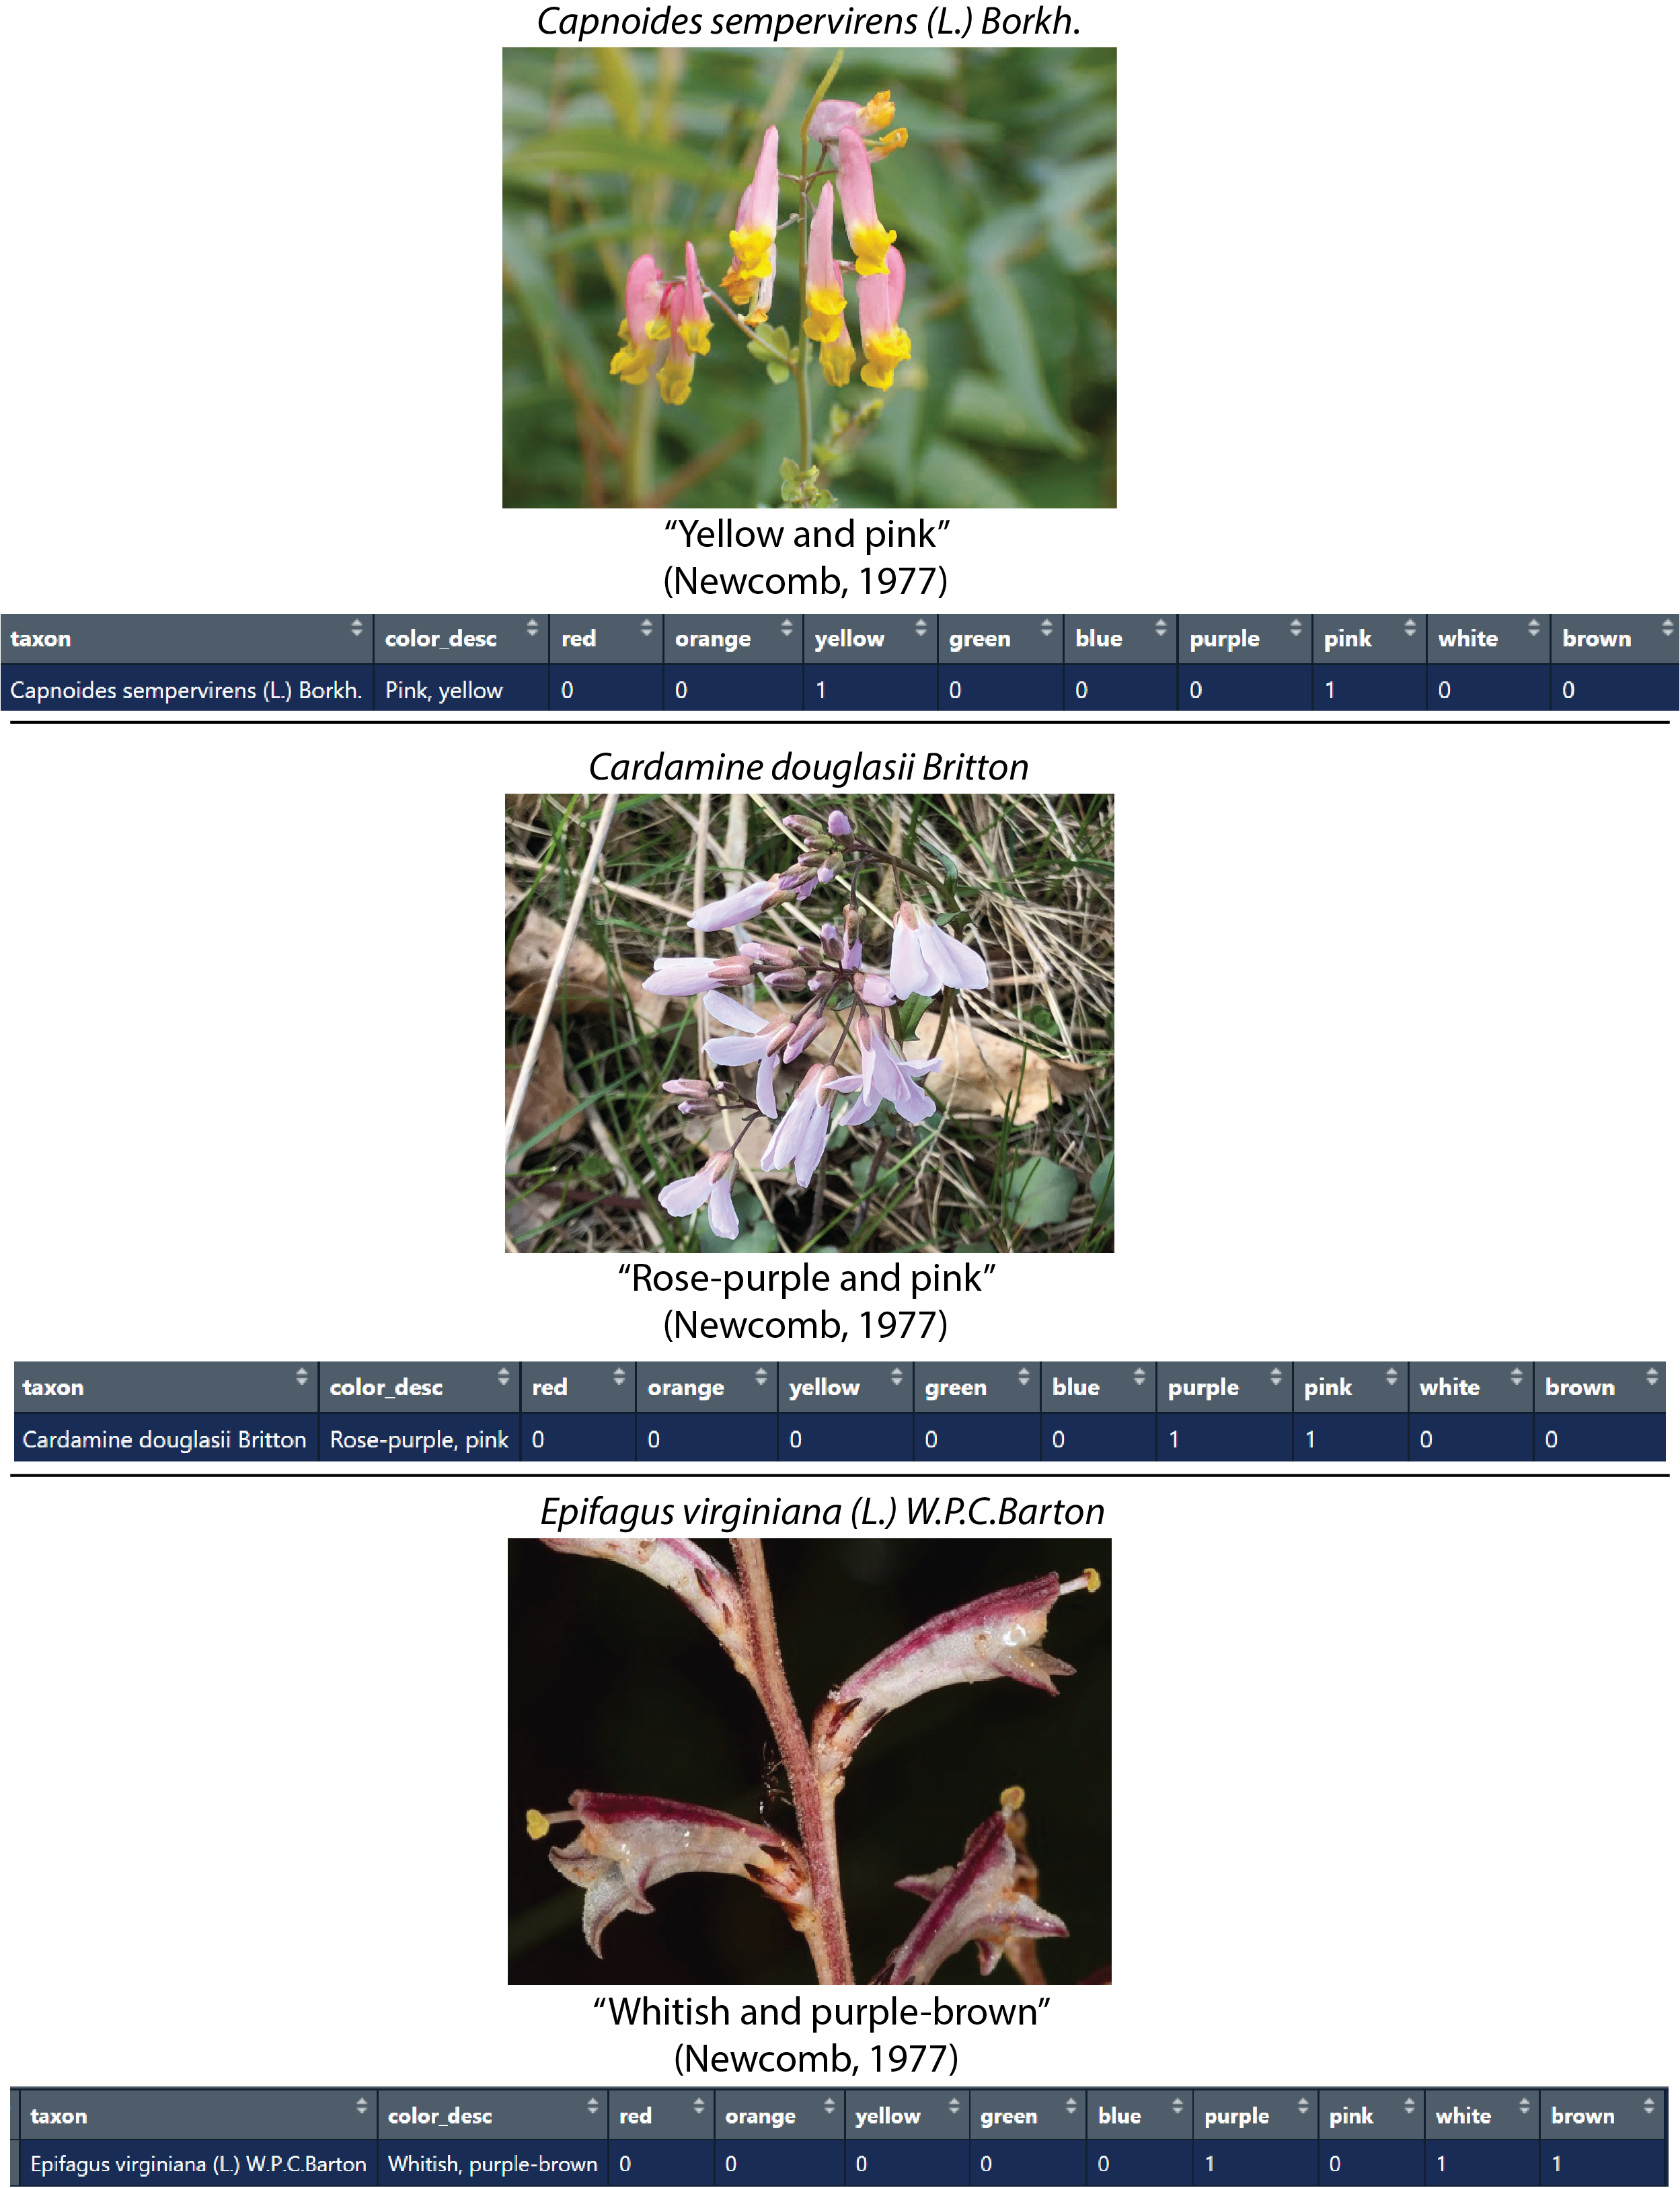 Capnoides sempervirens (L.) Borkh.
“Yellow and pink”
(Newcomb, 1977)
taxon color_desc red orange yellow green blue purple pink white brown
Capnoides sempervirens (L.) Borkh. Pink, yellow 0 0 1 0 0 0 1 0 0
Cardamine douglasii Britton
“Rose-purple and pink”
(Newcomb, 1977)
taxon color_desc red orange yellow green blue purple pink white brown
Cardamine douglasii Britton Rose-purple, pink 0 0 0 0 0 1 1 0 0
Epifagus virginiana (L.) W.P.C.Barton
“Whitish and purple-brown”
(Newcomb, 1977)
taxon color_desc red orange yellow green blue purple pink white brown
Epifagus virginiana (L.) W.P.C.Barton Whitish, purple-brown 0 0 0 0 0 1 0 1 1